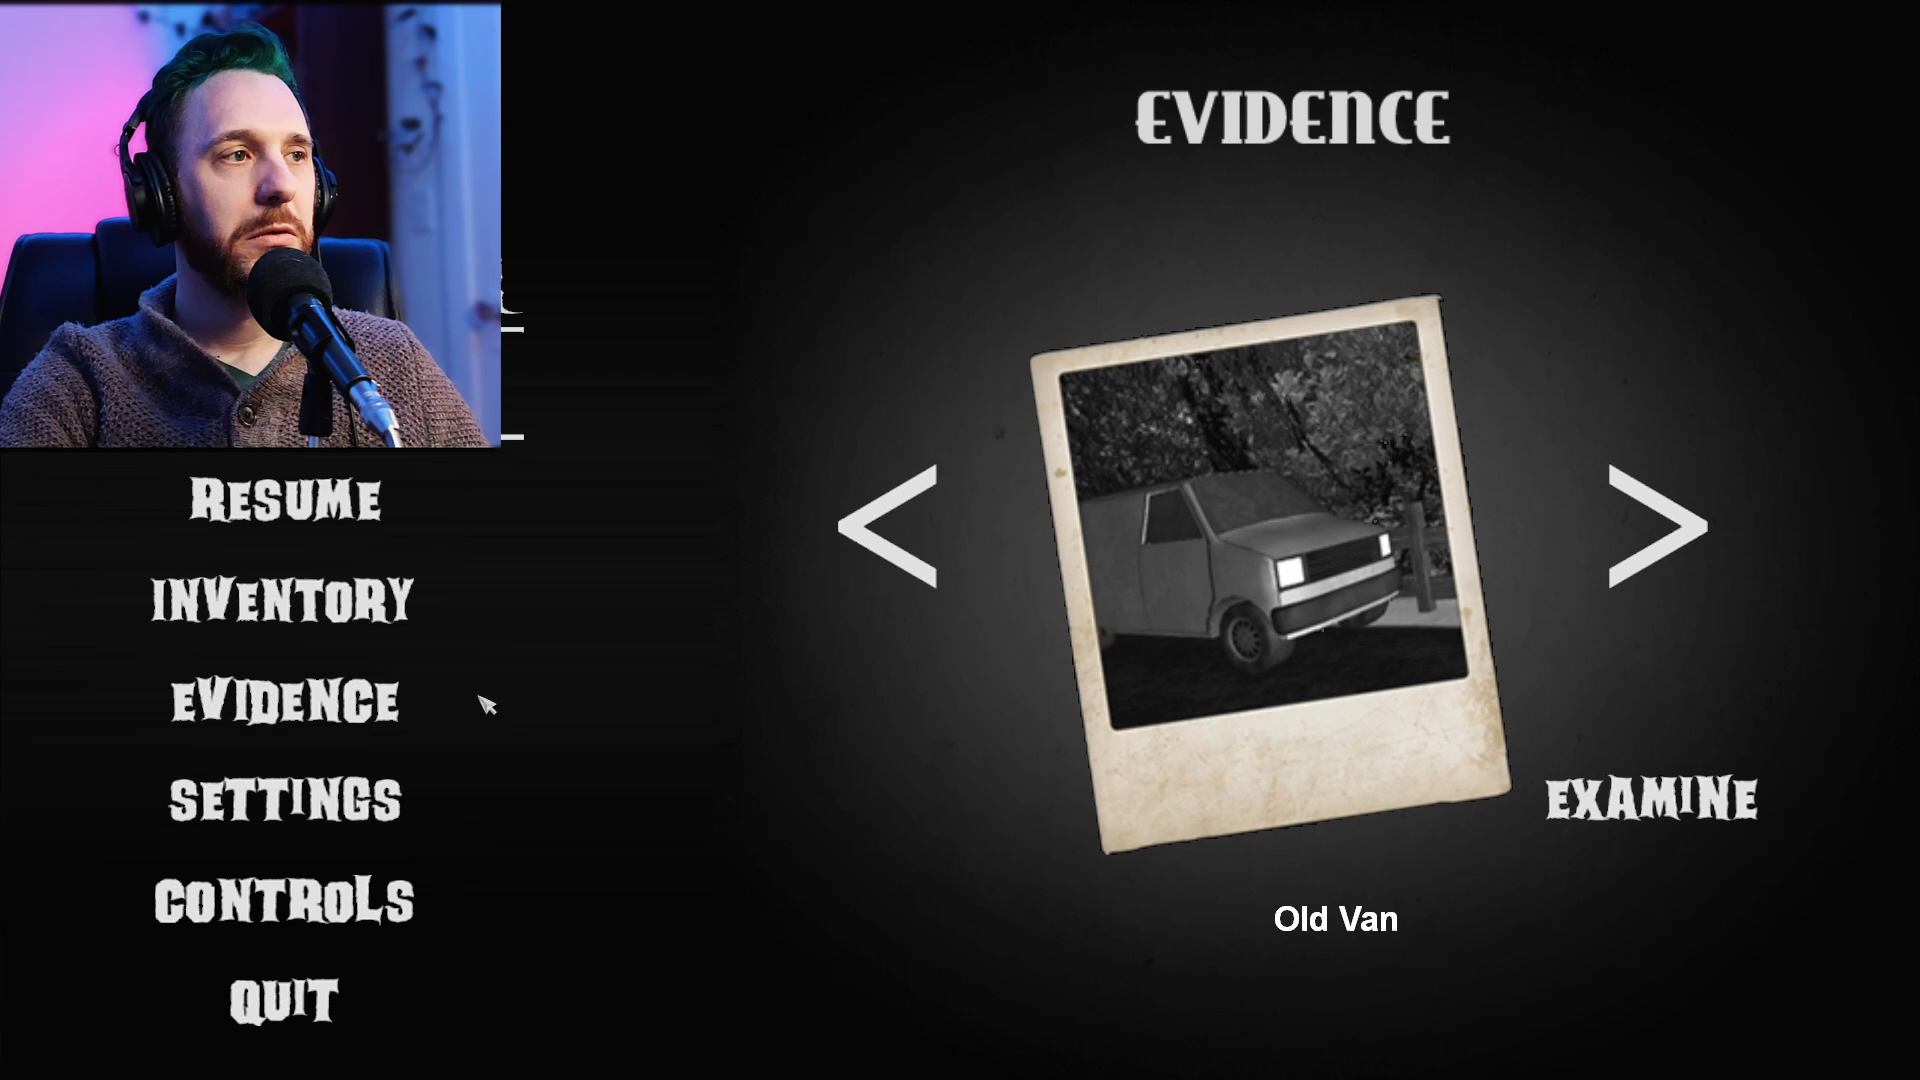 EVIDENCE
RESUME
INVENTORY
EVIDENCE
SETTINGS
CONTROLS
QUIT
<
>
EXAMINE
Old Van